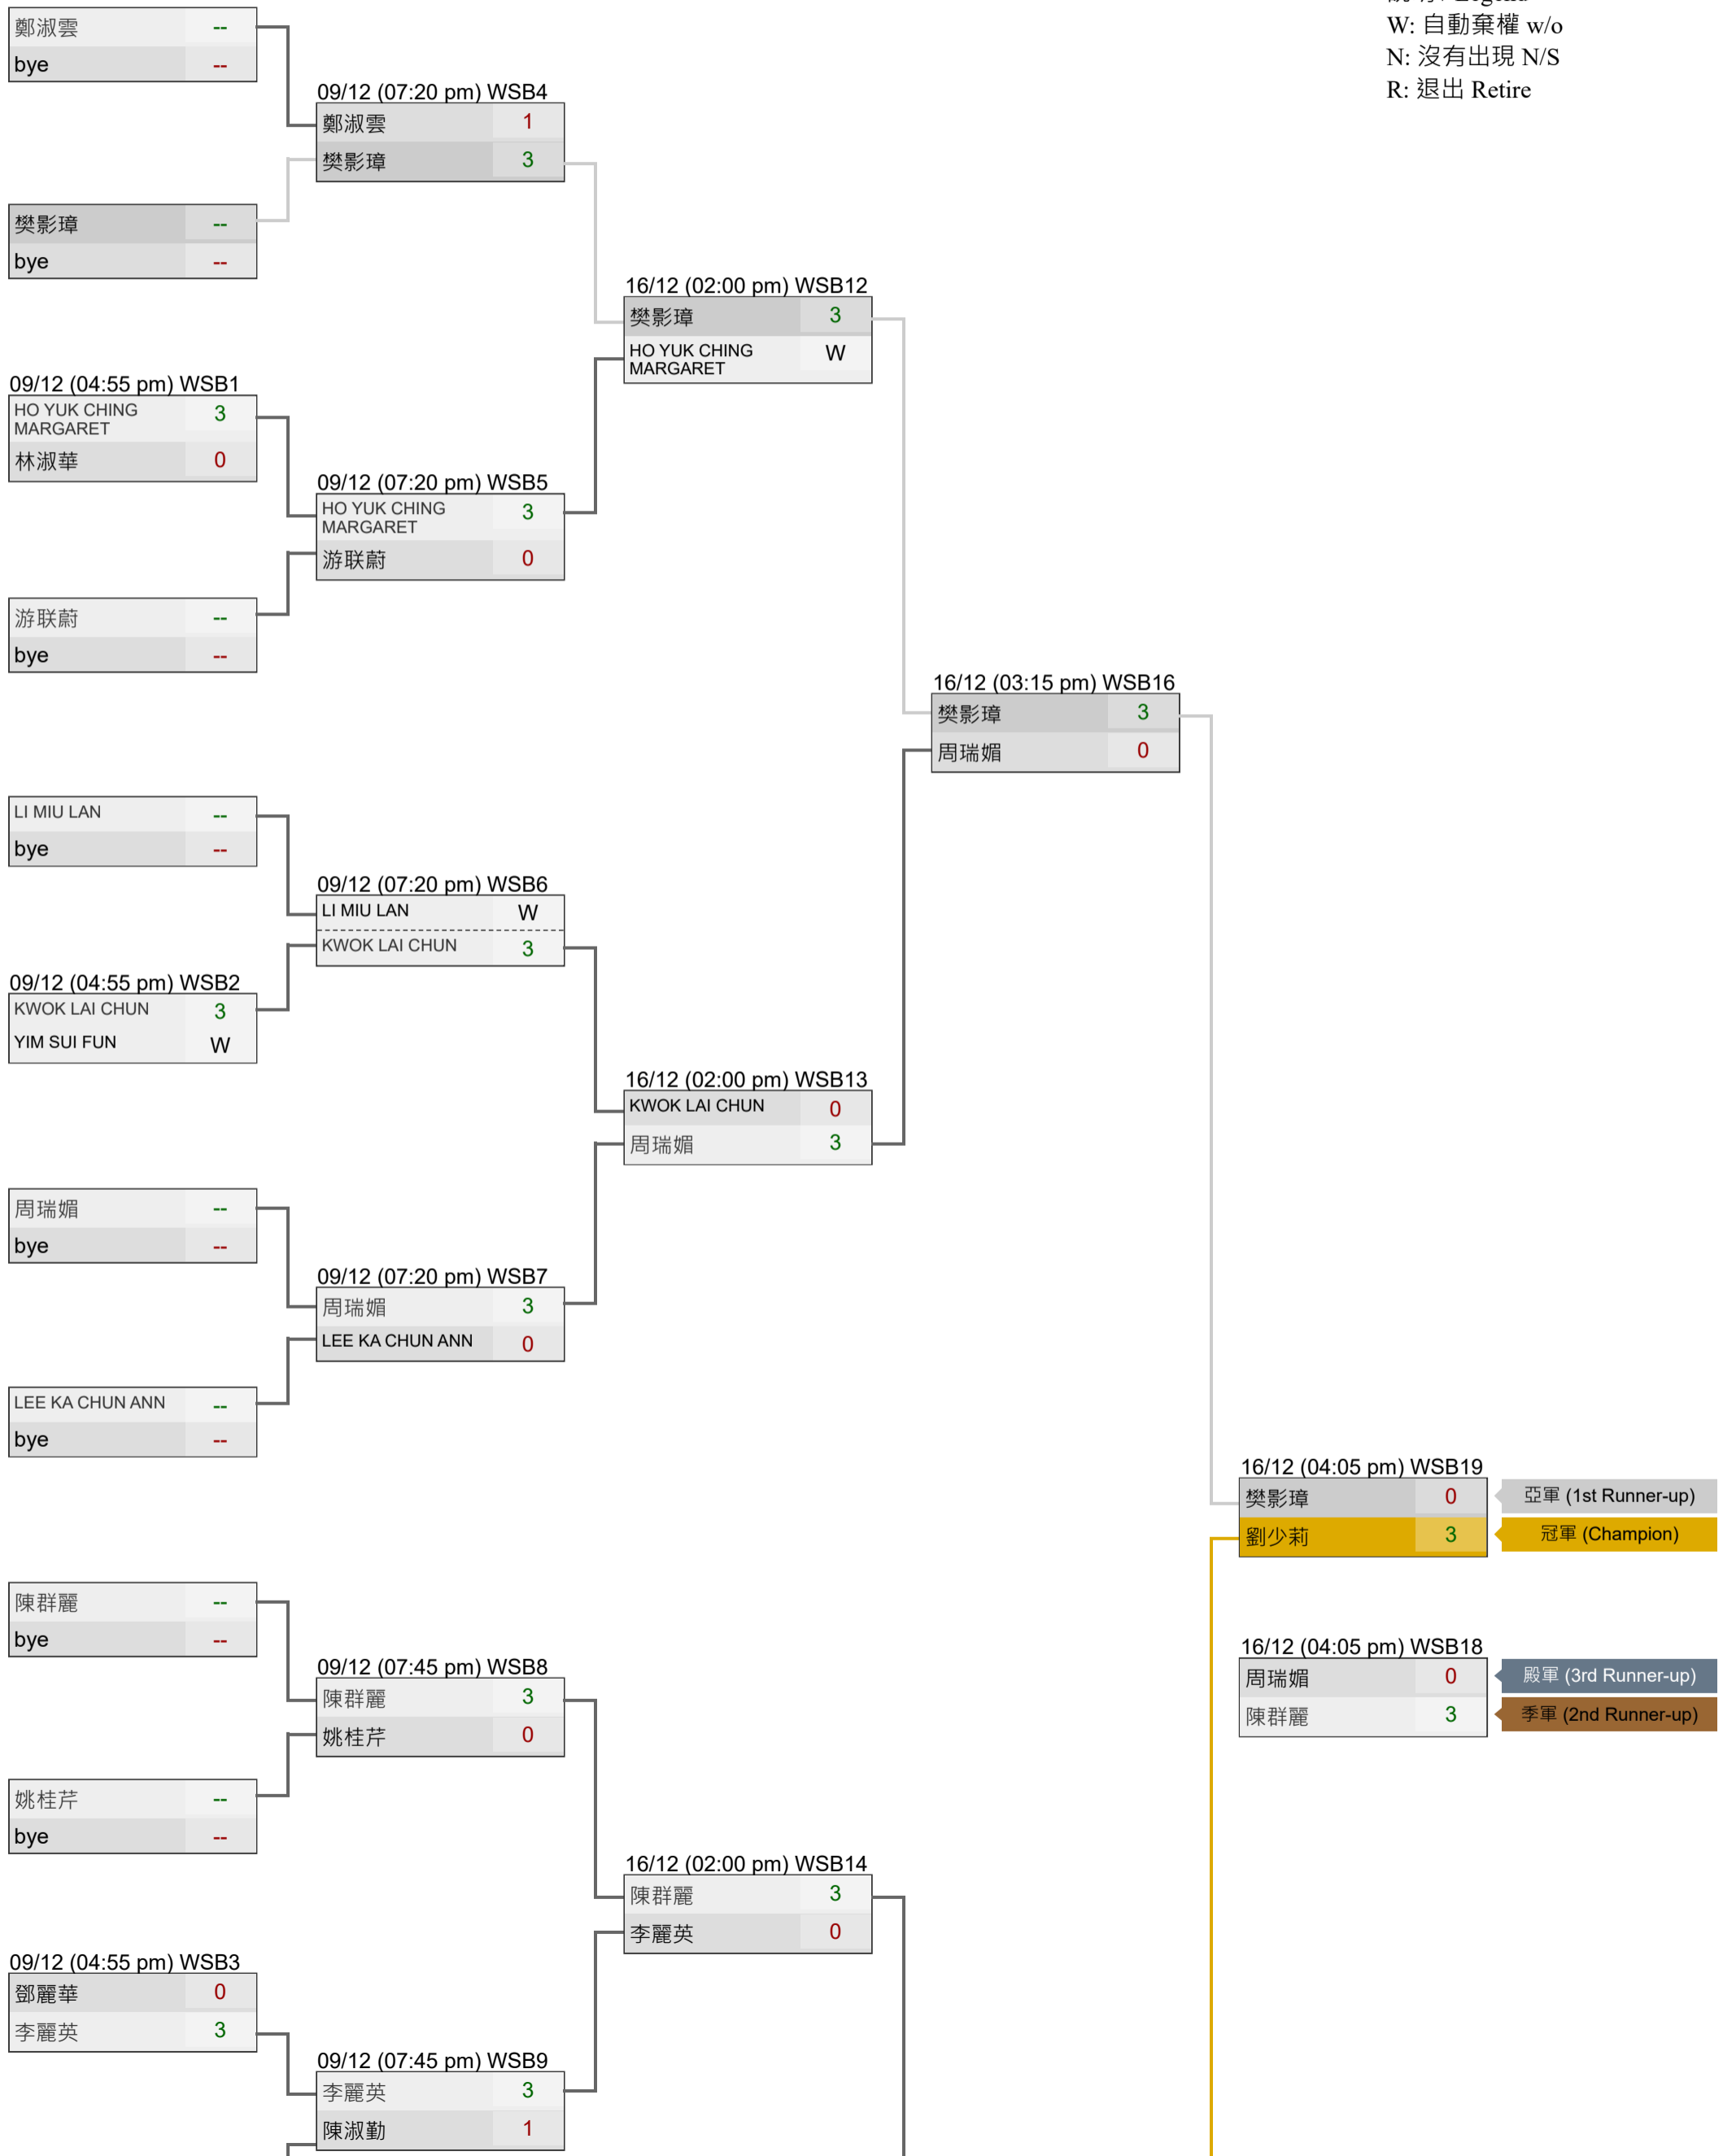 W: 自動棄權 w/o
N: 沒有出現 N/S
R: 退出 Retire
鄭淑雲 --
bye --
09/12 (07:20 pm) WSB4
鄭淑雲 1
樊影璋 3
樊影璋 --
bye --
16/12 (02:00 pm) WSB12
樊影璋 3
HO YUK CHING W
MARGARET
09/12 (04:55 pm) WSB1
HO YUK CHING 3
MARGARET
林淑華 0
09/12 (07:20 pm) WSB5
HO YUK CHING 3
MARGARET
游联蔚 0
游联蔚 --
bye --
16/12 (03:15 pm) WSB16
樊影璋 3
周瑞媚 0
LI MIU LAN --
bye --
09/12 (07:20 pm) WSB6
LI MIU LAN W
KWOK LAI CHUN 3
09/12 (04:55 pm) WSB2
KWOK LAI CHUN 3
YIM SUI FUN W
16/12 (02:00 pm) WSB13
KWOK LAI CHUN 0
周瑞媚 3
周瑞媚 --
bye --
09/12 (07:20 pm) WSB7
周瑞媚 3
LEE KA CHUN ANN 0
LEE KA CHUN ANN --
bye --
16/12 (04:05 pm) WSB19
樊影璋 0 亞軍 (1st Runner-up)
劉少莉 3 冠軍 (Champion)
陳群麗 --
bye --
16/12 (04:05 pm) WSB18
周瑞媚 0 殿軍 (3rd Runner-up)
陳群麗 3 季軍 (2nd Runner-up)
09/12 (07:45 pm) WSB8
陳群麗 3
姚桂芹 0
姚桂芹 --
bye --
16/12 (02:00 pm) WSB14
陳群麗 3
李麗英 0
09/12 (04:55 pm) WSB3
鄧麗華 0
李麗英 3
09/12 (07:45 pm) WSB9
李麗英 3
陳淑勤 1